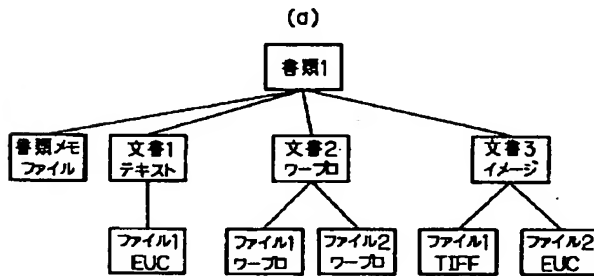 (a)
書類1
書類メモ
ファイル
文書1
テキスト
文書2
ワープロ
文書3
イメージ
ファイル1
EUC
ファイル1
ワープロ
ファイル2
ワープロ
ファイル1
TIFF
ファイル2
EUC